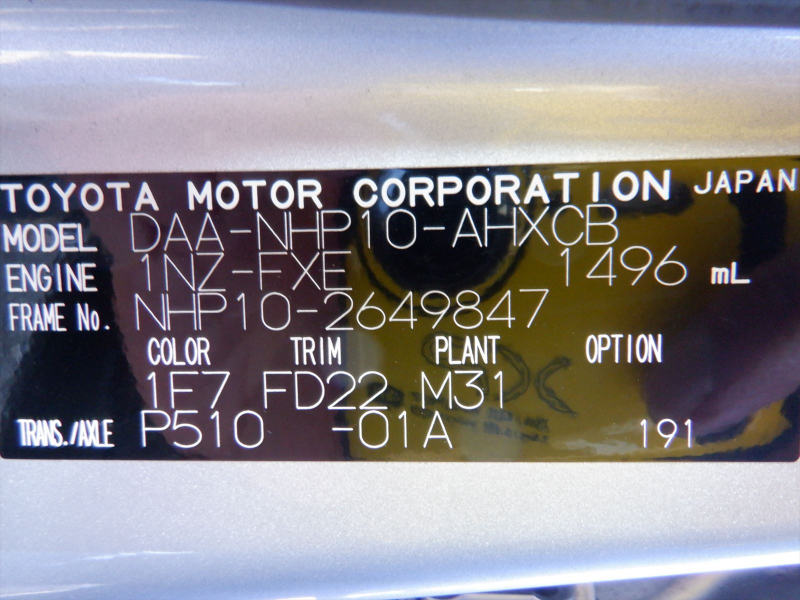 TOYOTA MOTOR CORPORATION JAPAN
MODEL DAA-NHP10-AHXCB
ENGINE 1NZ-FXE 1496 mL
FRAME No. NHP10-2649847
COLOR TRIM PLANT OPTION
1F7 FD22 M31
TRANS./AXLE P510 -01A 191